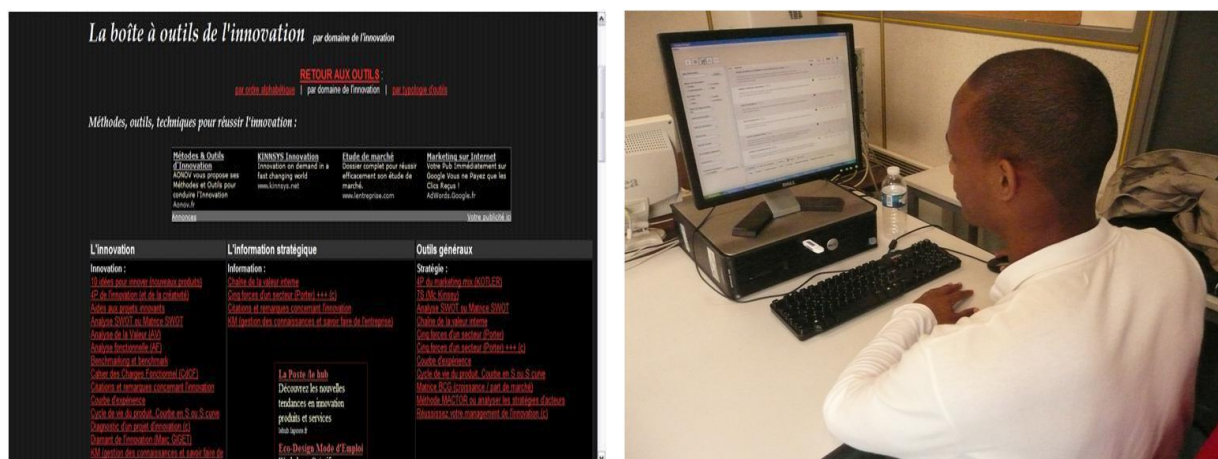 La boîte à outils de l'innovation par domaine de l'innovation
RETOUR AUX OUTILS :
par ordre alphabétique | par domaine de l'innovation | par typologie d'outils
Méthodes, outils, techniques pour réussir l'innovation :
Métodes & Outils
d'Innovation
AONOV vous propose ses
Méthodes et Outils pour
conduire l'Innovation
Aonov.fr
KINNSYS Innovation
Innovation on demand in a
fast changing world
www.kinnsys.net
Etude de marché
Dossier complet pour réussir
efficacement son étude de
marché.
www.lentreprise.com
Marketing sur Internet
Votre Pub Immédiatement sur
Google Vous ne Payez que les
Clics Reçus !
AdWords.Google.fr
Annonces
Votre publicité ici
L'innovation
Innovation :
10 idées pour innover (nouveaux produits)
4P de l'innovation (et de la créativité)
Aides aux projets innovants
Analyse SWOT ou Matrice SWOT
Analyse de la Valeur (AV)
Analyse fonctionnelle (AF)
Benchmarking et benchmark
Cahier des Charges Fonctionnel (CdCF)
Citations et remarques concernant l'innovation
Courbe d'expérience
Cycle de vie du produit. Courbe en S ou S curve
Diagnostic d'un projet d'innovation (c)
Diamant de l'innovation (Marc GIGET)
KM (gestion des connaissances et savoir faire de
L'information stratégique
Information :
Chaîne de la valeur interne
Cinq forces d'un secteur (Porter) +++ (c)
Citations et remarques concernant l'innovation
KM (gestion des connaissances et savoir faire de l'entreprise)
La Poste de hub
Découvrez les nouvelles
tendances en innovation
produits et services
Eco-Design Mode d'Emploi
Outils généraux
Stratégie :
4P du marketing mix (KOTLER)
7S (Mc Kinsey)
Analyse SWOT ou Matrice SWOT
Chaîne de la valeur interne
Cinq forces d'un secteur (Porter)
Cinq forces d'un secteur (Porter) +++ (c)
Courbe d'expérience
Cycle de vie du produit. Courbe en S ou S curve
Matrice BCG (croissance / part de marché)
Méthode MACTOR ou analyser les stratégies d'acteurs
Réussissez votre management de l'innovation (c)
DELL